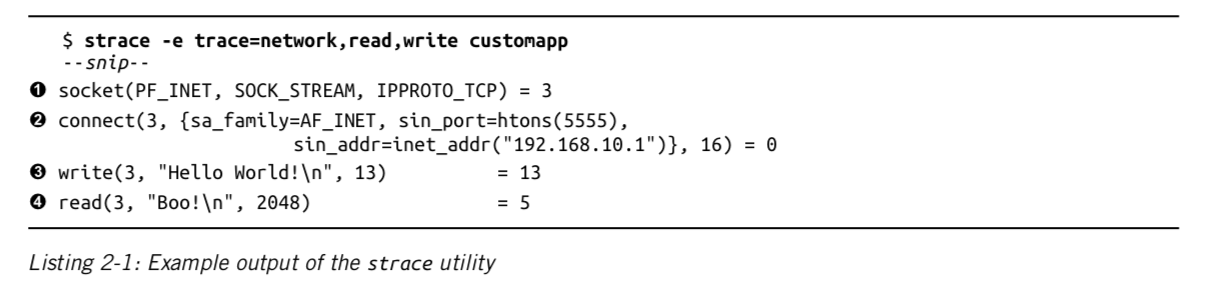 $ strace -e trace=network,read,write customapp
--snip--
❶ socket(PF_INET, SOCK_STREAM, IPPROTO_TCP) = 3
❷ connect(3, {sa_family=AF_INET, sin_port=htons(5555),
sin_addr=inet_addr("192.168.10.1")}, 16) = 0
❸ write(3, "Hello World!\n", 13) = 13
❹ read(3, "Boo!\n", 2048) = 5
Listing 2-1: Example output of the strace utility